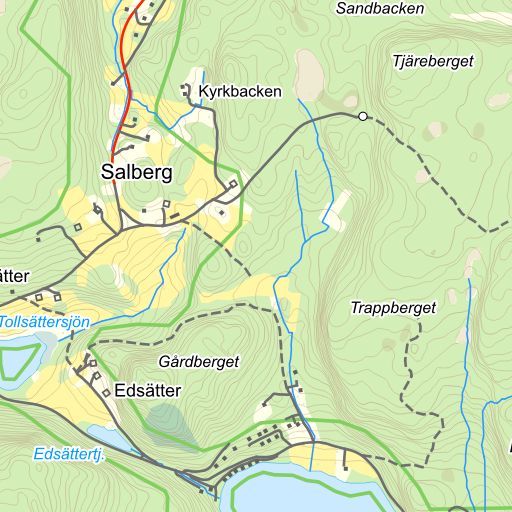 Sandbacken
Tjäreberget
Kyrkbacken
Salberg
ätter
Trappberget
Tollsättersjön
Gårdberget
Edsätter
Edsättertj.